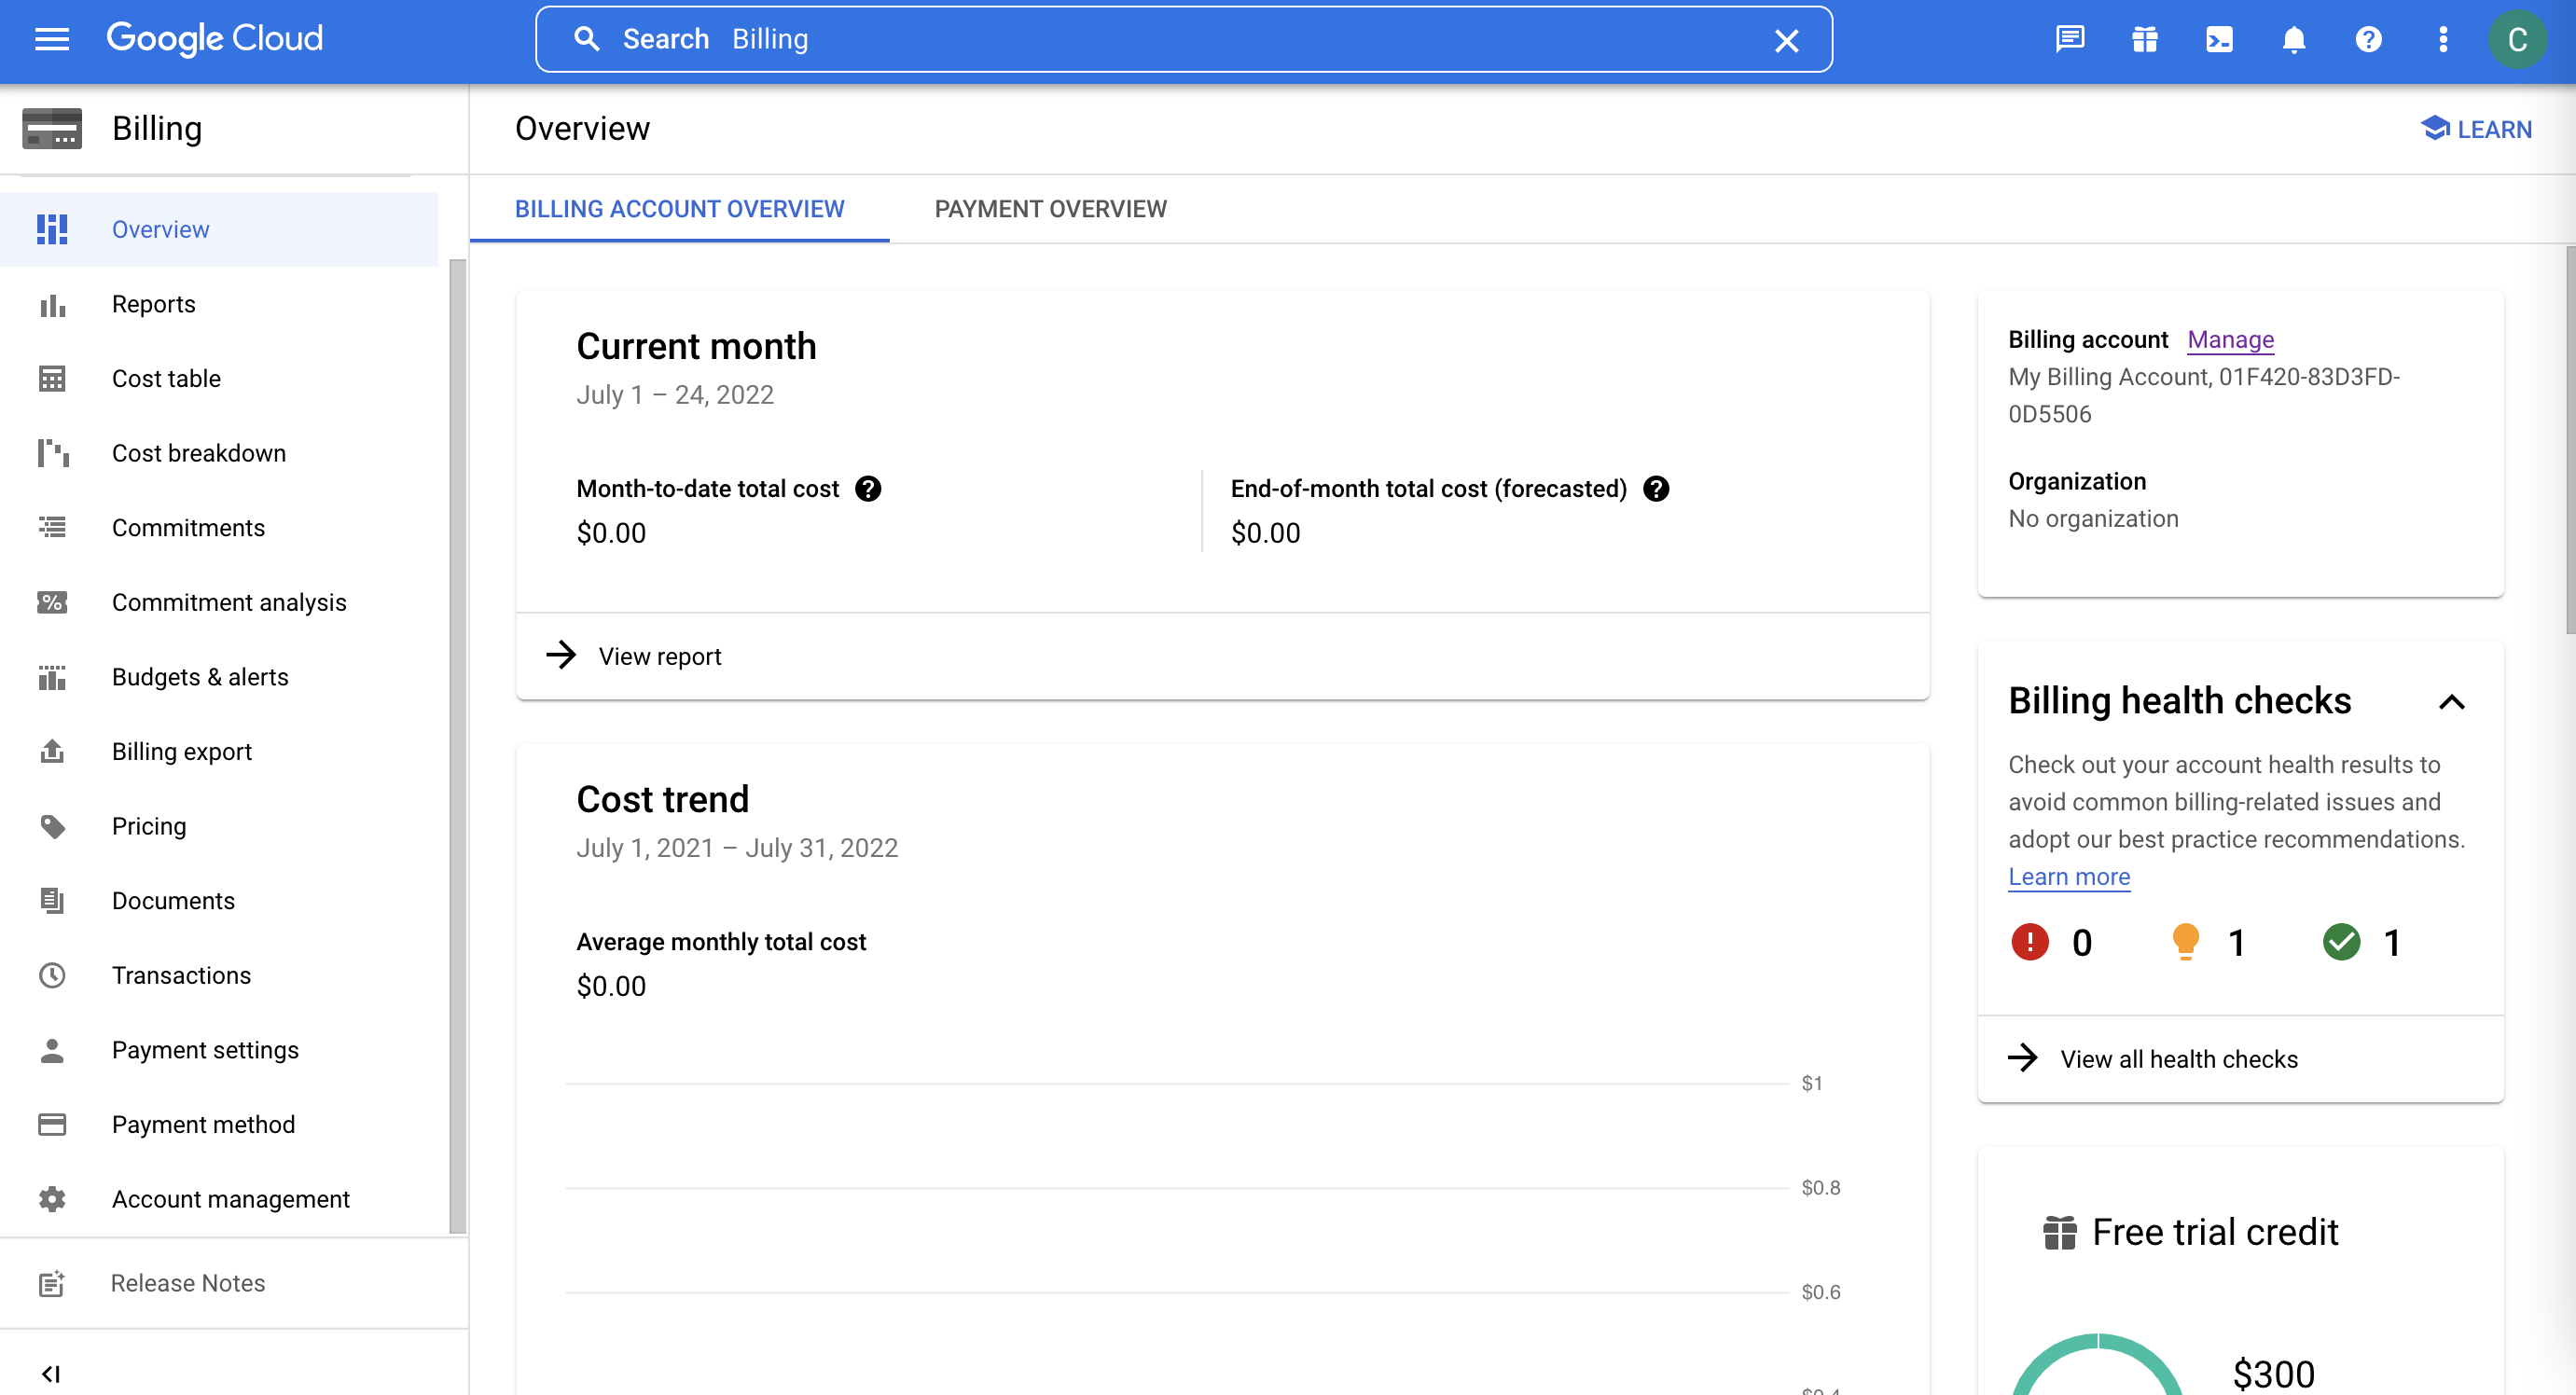 Google Cloud
Search Billing
C
Billing
Overview
LEARN
Overview
Reports
Cost table
Cost breakdown
Commitments
Commitment analysis
Budgets & alerts
Billing export
Pricing
Documents
Transactions
Payment settings
Payment method
Account management
Release Notes
BILLING ACCOUNT OVERVIEW
PAYMENT OVERVIEW
Current month
July 1 – 24, 2022
Month-to-date total cost
$0.00
End-of-month total cost (forecasted)
$0.00
View report
Cost trend
July 1, 2021 – July 31, 2022
Average monthly total cost
$0.00
$1
$0.8
$0.6
Billing account Manage
My Billing Account, 01F420-83D3FD-
0D5506
Organization
No organization
Billing health checks
Check out your account health results to
avoid common billing-related issues and
adopt our best practice recommendations.
Learn more
0 1 1
View all health checks
Free trial credit
$300